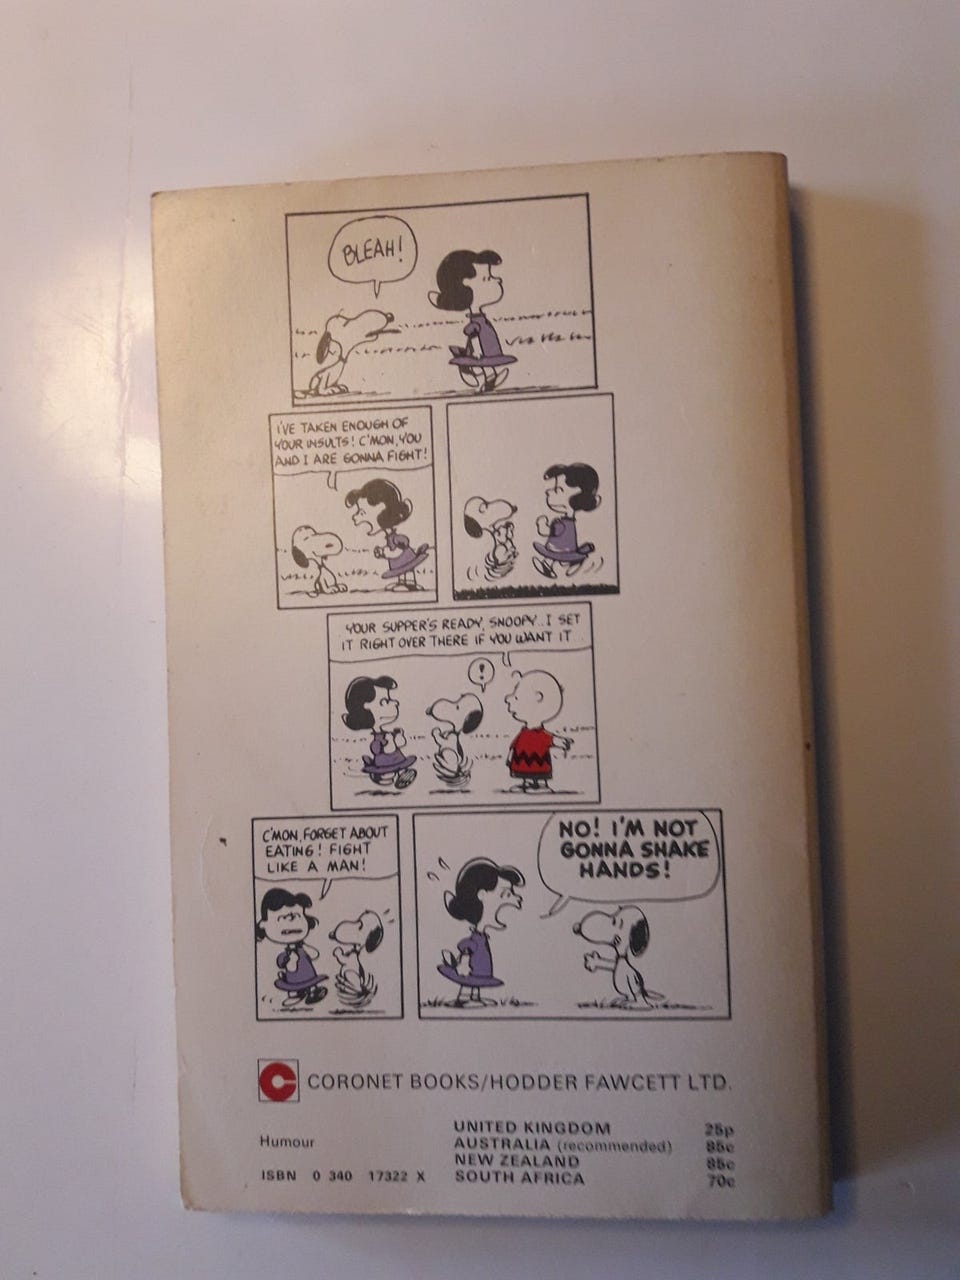 BLEAH!
I'VE TAKEN ENOUGH OF
YOUR INSULTS! C'MON, YOU
AND I ARE GONNA FIGHT!
YOUR SUPPER'S READY, SNOOPY.. I SET
IT RIGHT OVER THERE IF YOU WANT IT...
!
C'MON, FORGET ABOUT
EATING! FIGHT
LIKE A MAN!
NO! I'M NOT
GONNA SHAKE
HANDS!
C CORONET BOOKS/HODDER FAWCETT LTD.
UNITED KINGDOM 25p
Humour AUSTRALIA (recommended) 85c
NEW ZEALAND 85c
ISBN 0 340 17322 X SOUTH AFRICA 70c